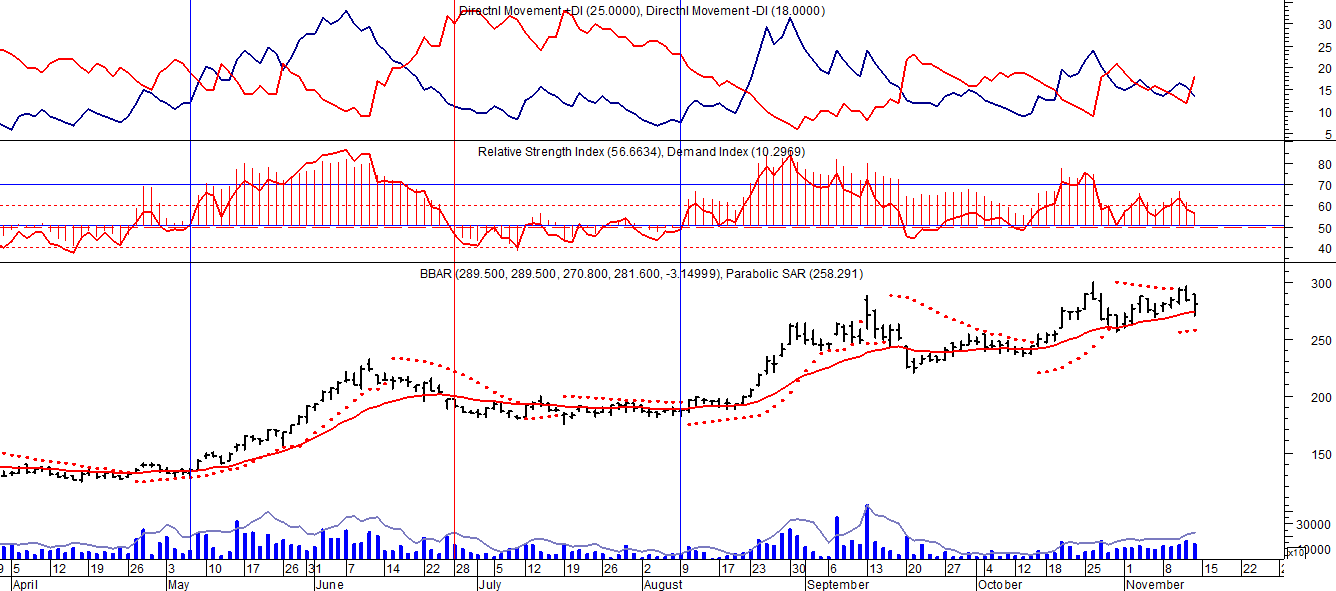 Directnl Movement +DI (25.0000), Directnl Movement -DI (18.0000)
30
25
20
15
10
5
Relative Strength Index (56.6634), Demand Index (10.2969)
80
70
60
50
40
BBAR (289.500, 289.500, 270.800, 281.600, -3.14999), Parabolic SAR (258.291)
300
250
200
150
30000
10000
x10
9 5 12 19 26 3 10 17 26 31 7 14 22 28 5 12 19 26 2 9 16 23 30 6 13 20 27 4 12 18 25 1 8 15 22
April May June July August September October November